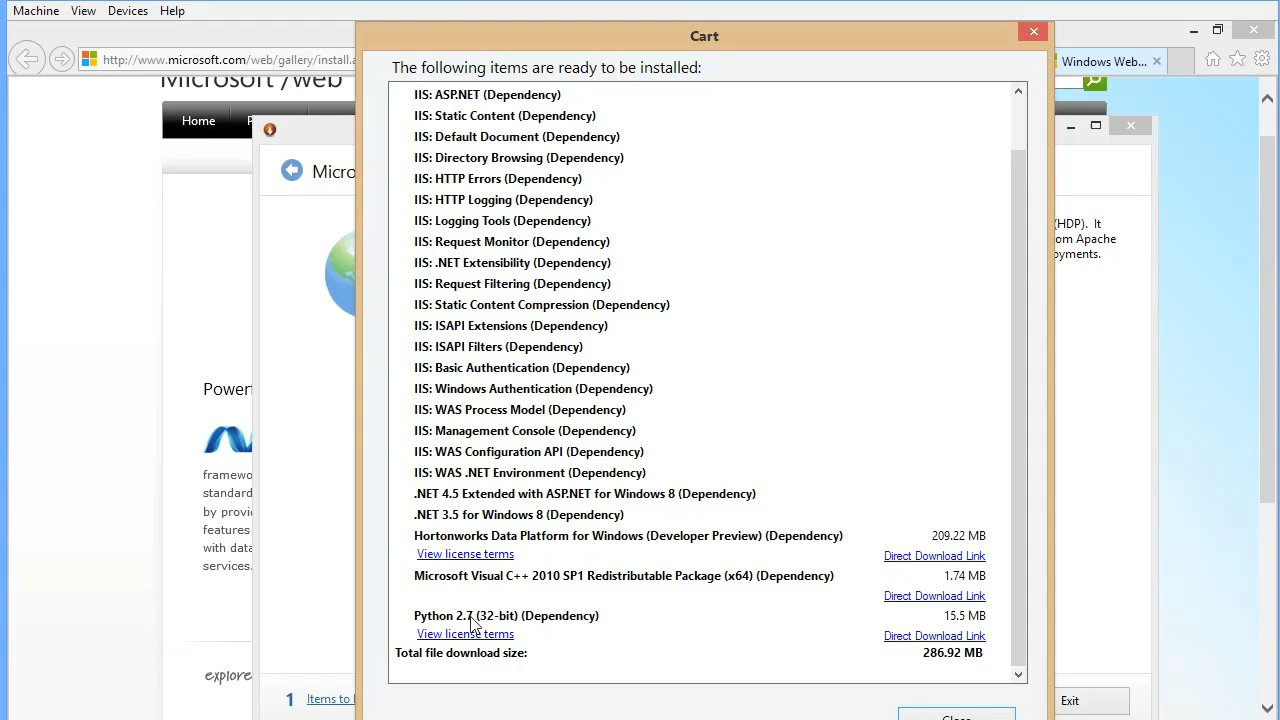 Machine View Devices Help
Cart
http://www.microsoft.com/web/gallery/install.a
Windows Web...
The following items are ready to be installed:
Microsoft /web
Home
Micro
IIS: ASP.NET (Dependency)
IIS: Static Content (Dependency)
IIS: Default Document (Dependency)
IIS: Directory Browsing (Dependency)
IIS: HTTP Errors (Dependency)
IIS: HTTP Logging (Dependency)
IIS: Logging Tools (Dependency)
IIS: Request Monitor (Dependency)
IIS: .NET Extensibility (Dependency)
IIS: Request Filtering (Dependency)
IIS: Static Content Compression (Dependency)
IIS: ISAPI Extensions (Dependency)
IIS: ISAPI Filters (Dependency)
IIS: Basic Authentication (Dependency)
IIS: Windows Authentication (Dependency)
IIS: WAS Process Model (Dependency)
IIS: Management Console (Dependency)
IIS: WAS Configuration API (Dependency)
IIS: WAS .NET Environment (Dependency)
.NET 4.5 Extended with ASP.NET for Windows 8 (Dependency)
.NET 3.5 for Windows 8 (Dependency)
Hortonworks Data Platform for Windows (Developer Preview) (Dependency) 209.22 MB
View license terms Direct Download Link
Microsoft Visual C++ 2010 SP1 Redistributable Package (x64) (Dependency) 1.74 MB
Direct Download Link
Python 2.7 (32-bit) (Dependency) 15.5 MB
View license terms Direct Download Link
Total file download size: 286.92 MB
(HDP). It
om Apache
oyments.
Power
framewo
standard
by provi
features
with data
services.
explore
1 Items to
Exit
Close